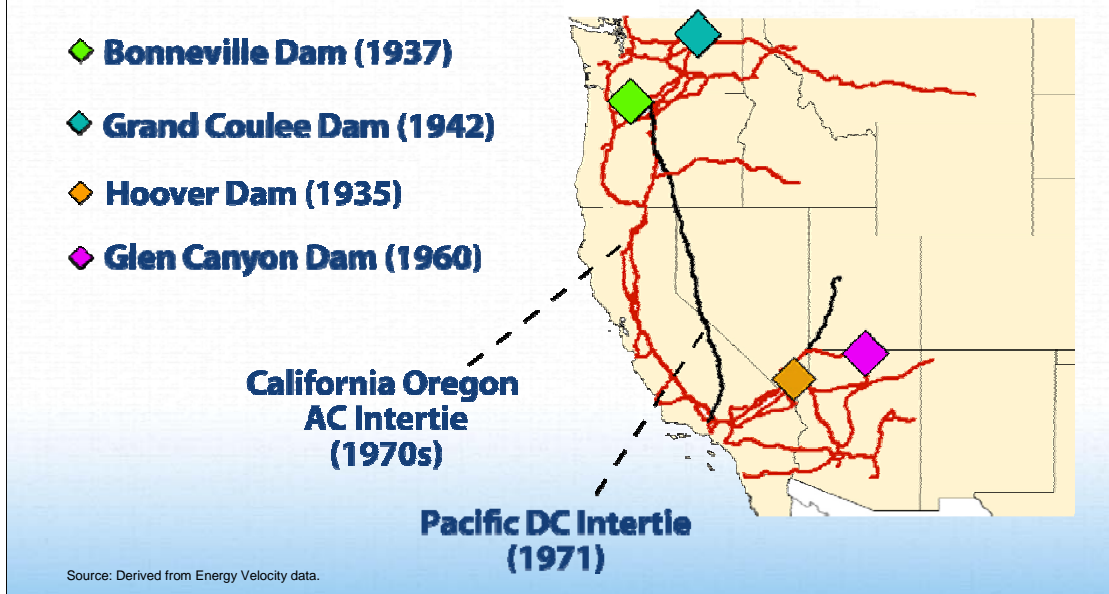 Bonneville Dam (1937)
Grand Coulee Dam (1942)
Hoover Dam (1935)
Glen Canyon Dam (1960)
California Oregon
AC Intertie
(1970s)
Pacific DC Intertie
(1971)
Source: Derived from Energy Velocity data.